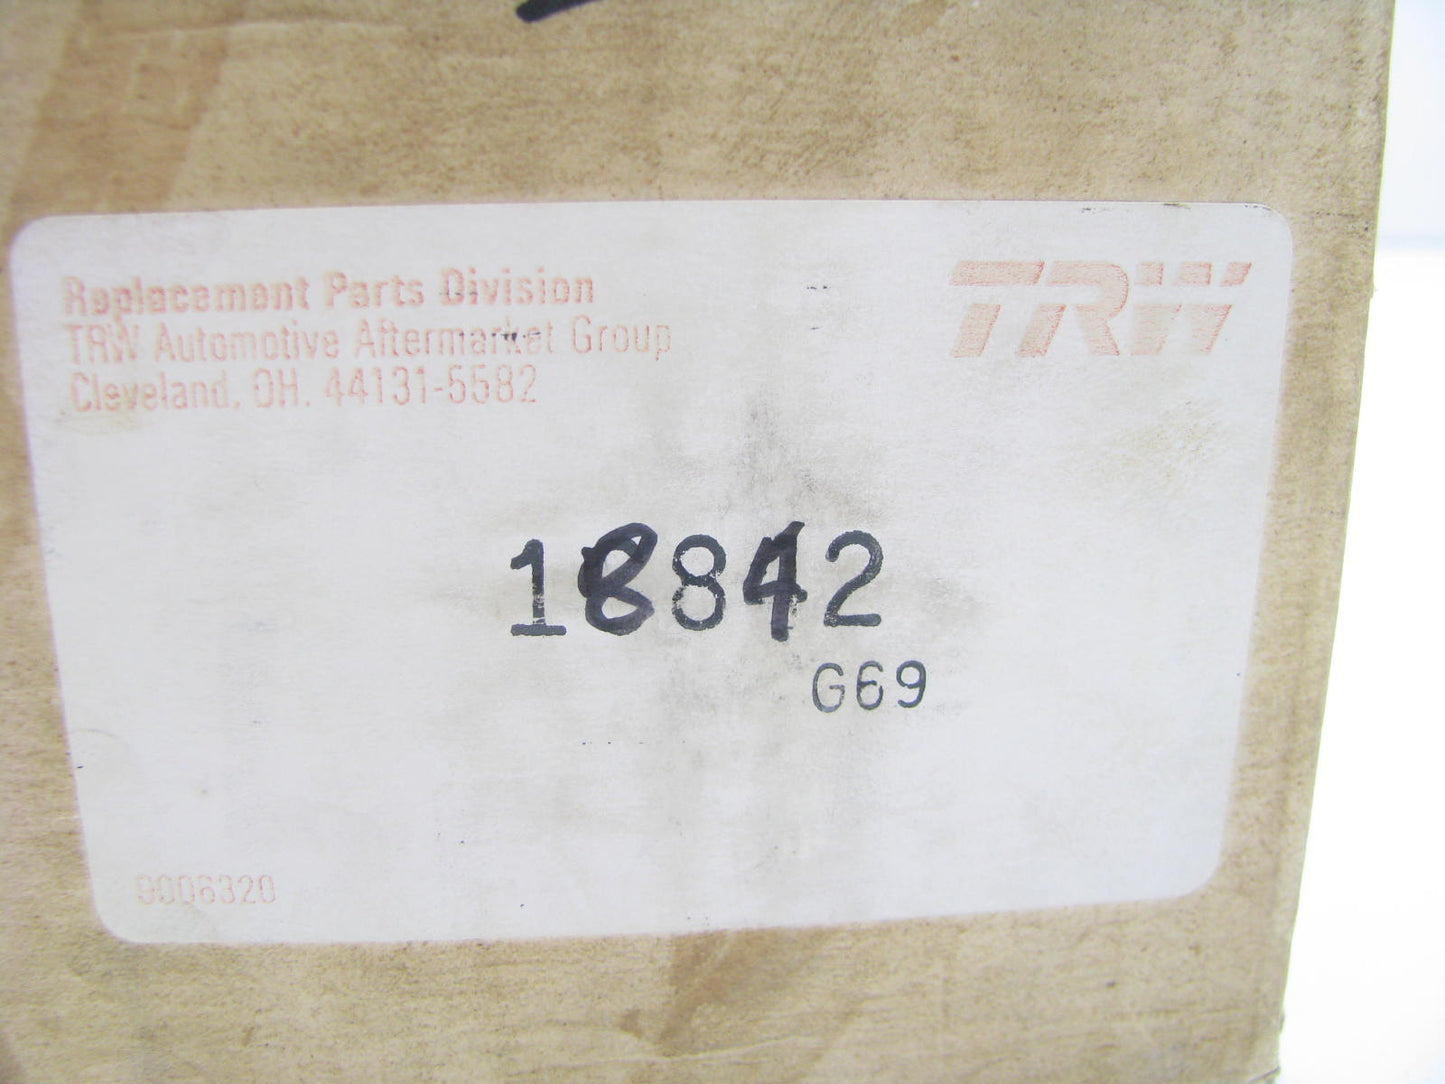 Replacement Parts Division
TRW Automotive Aftermarket Group
Cleveland, OH. 44131-5582
TRW
18842
G69
9006320